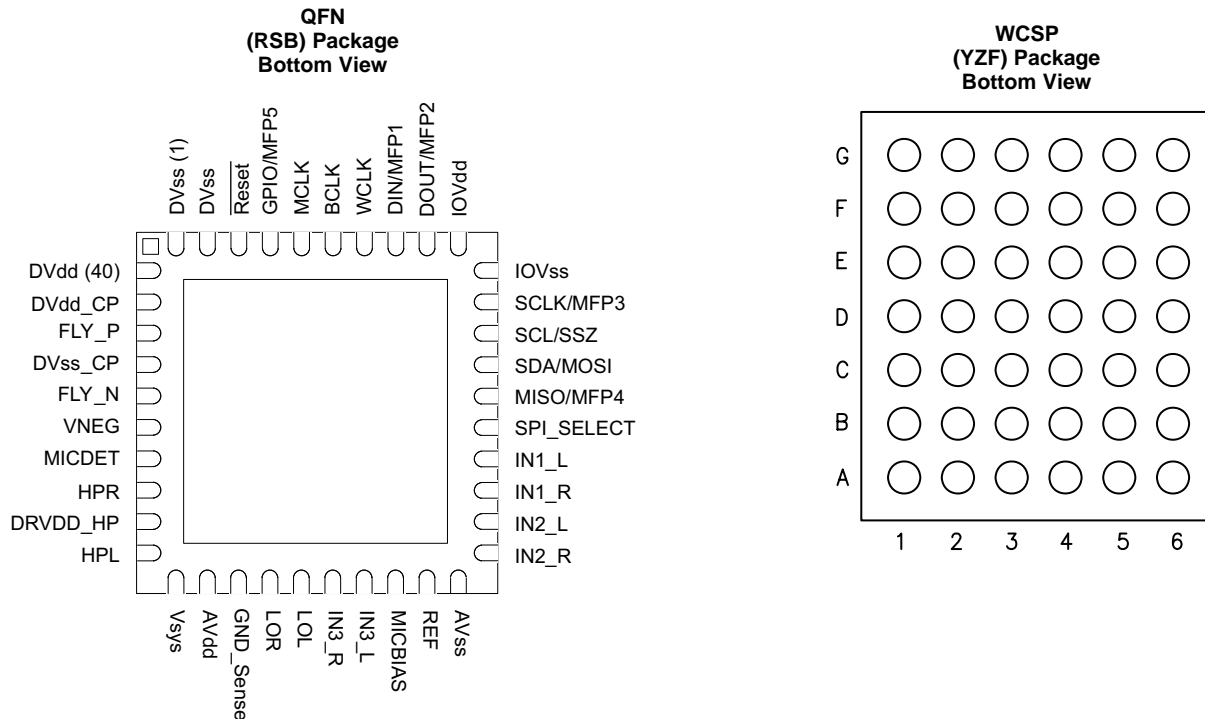 QFN
(RSB) Package
Bottom View
DVss (1)
DVss
Reset
GPIO/MFP5
MCLK
BCLK
WCLK
DIN/MFP1
DOUT/MFP2
IOVdd
DVdd (40)
DVdd_CP
FLY_P
DVss_CP
FLY_N
VNEG
MICDET
HPR
DRVDD_HP
HPL
IOVss
SCLK/MFP3
SCL/SSZ
SDA/MOSI
MISO/MFP4
SPI_SELECT
IN1_L
IN1_R
IN2_L
IN2_R
Vsys
AVdd
GND_Sense
LOR
LOL
IN3_R
IN3_L
MICBIAS
REF
AVss
WCSP
(YZF) Package
Bottom View
G
F
E
D
C
B
A
1 2 3 4 5 6